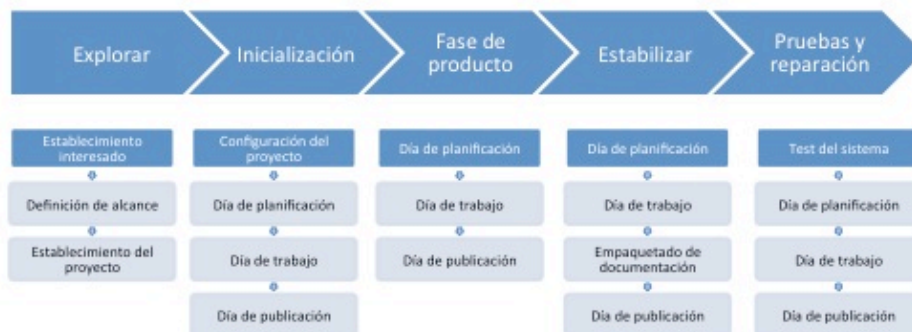 Explorar
Inicialización
Fase de
producto
Estabilizar
Pruebas y
reparación
Establecimiento
interesado
Definición de alcance
Establecimiento del
proyecto
Configuración del
proyecto
Día de planificación
Día de trabajo
Día de publicación
Día de planificación
Día de trabajo
Día de publicación
Día de planificación
Día de trabajo
Empaquetado de
documentación
Día de publicación
Test del sistema
Día de planificación
Día de trabajo
Día de publicación